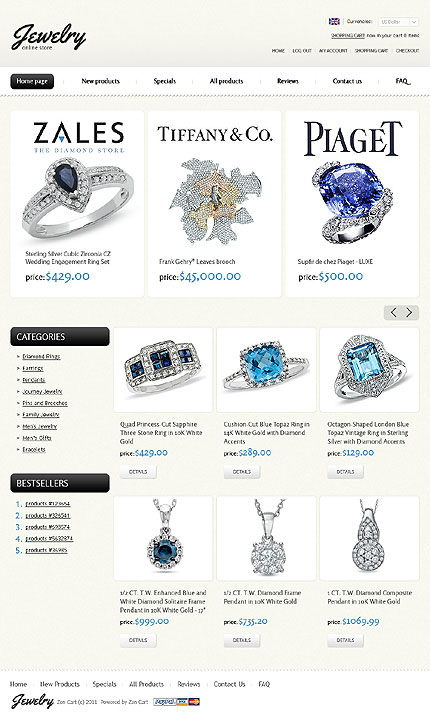 Jewelry
online store
Currencies: US Dollar
SHOPPING CART: now in your cart 0 items
HOME LOG OUT MY ACCOUNT SHOPPING CART CHECKOUT
Home page New products Specials All products Reviews Contact us FAQ
ZALES
THE DIAMOND STORE
Sterling Silver Cubic Zirconia CZ
Wedding Engagement Ring Set
price:$429.00
TIFFANY & CO.
Frank Gehry® Leaves brooch
price:$45,000.00
PIAGET
Supfir de chez Piaget - LUXE
price:$500.00
CATEGORIES
Diamond Rings
Earrings
Pendants
Journey Jewelry
Pins and Brooches
Family Jewelry
Men's Jewelry
Men's Gifts
Bracelets
BESTSELLERS
1. products #123654
2. products #326541
3. products #698574
4. products #5632874
5. products #36985
Quad Princess-Cut Sapphire
Three Stone Ring in 10K White
Gold
price:$429.00
DETAILS
Cushion-Cut Blue Topaz Ring in
14K White Gold with Diamond
Accents
price:$289.00
DETAILS
Octagon-Shaped London Blue
Topaz Vintage Ring in Sterling
Silver with Diamond Accents
price:$129.00
DETAILS
1/2 CT. T.W. Enhanced Blue and
White Diamond Solitaire Frame
Pendant in 10K White Gold - 17"
price:$999.00
DETAILS
1/2 CT. T.W. Diamond Frame
Pendant in 10K White Gold
price:$735.20
DETAILS
1 CT. T.W. Diamond Composite
Pendant in 10K White Gold
price:$1069.99
DETAILS
Home New Products Specials All Products Reviews Contact Us FAQ
Jewelry Zen Cart (c) 2011 Powered by Zen Cart PayPal VISA